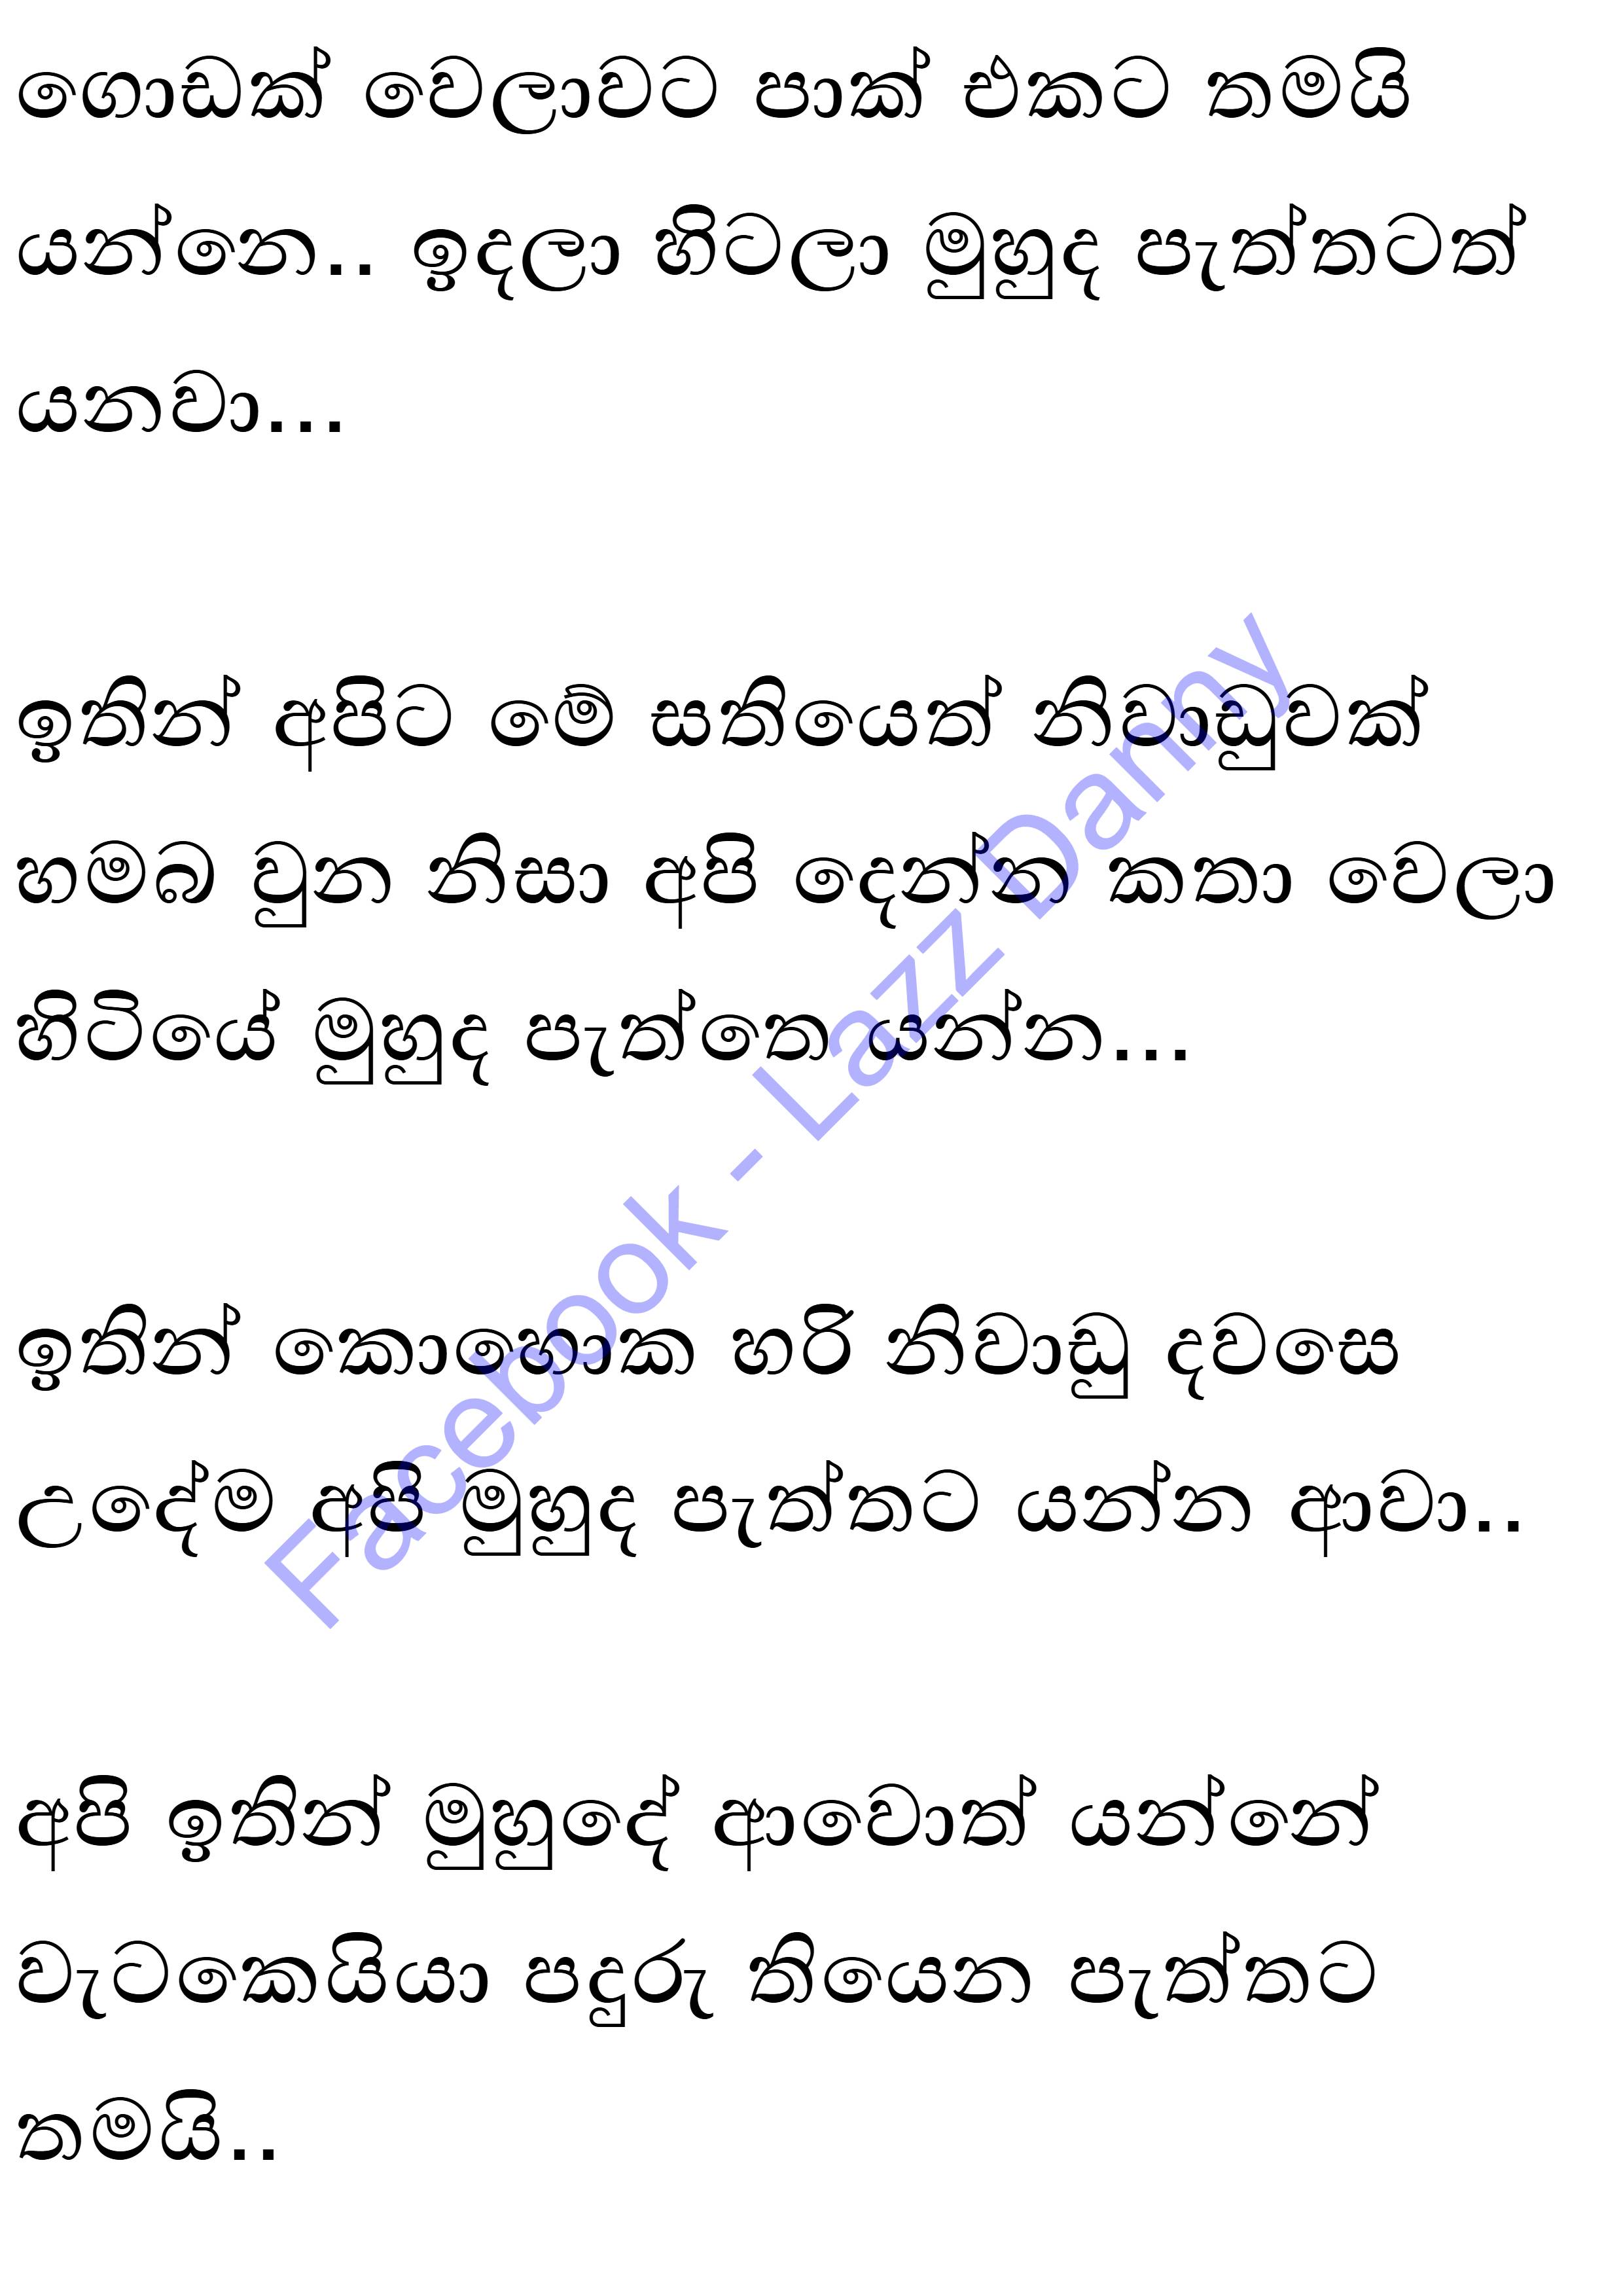 ගොඩක් වෙලාවට පාක් එකට තමයි
යන්නෙ.. ඉදලා හිටලා මුහුද පැත්තටත්
යනවා...
ඉතින් අපිට මේ සතියෙත් නිවාඩුවක්
හමබ වුන නිසා අපි දෙන්න කතා වෙලා
හිටියේ මුහුද පැත්තෙ යන්න...
ඉතින් කොහොක හරි නිවාඩු දවසෙ
උදේම අපි මුහුද පැත්තට යන්න ආවා..
අපි ඉතින් මුහුදේ ආවොත් යන්නේ
වැටකෙයියා පදුරු තියෙන පැත්තට
තමයි..
Facebook - Lazz Danny